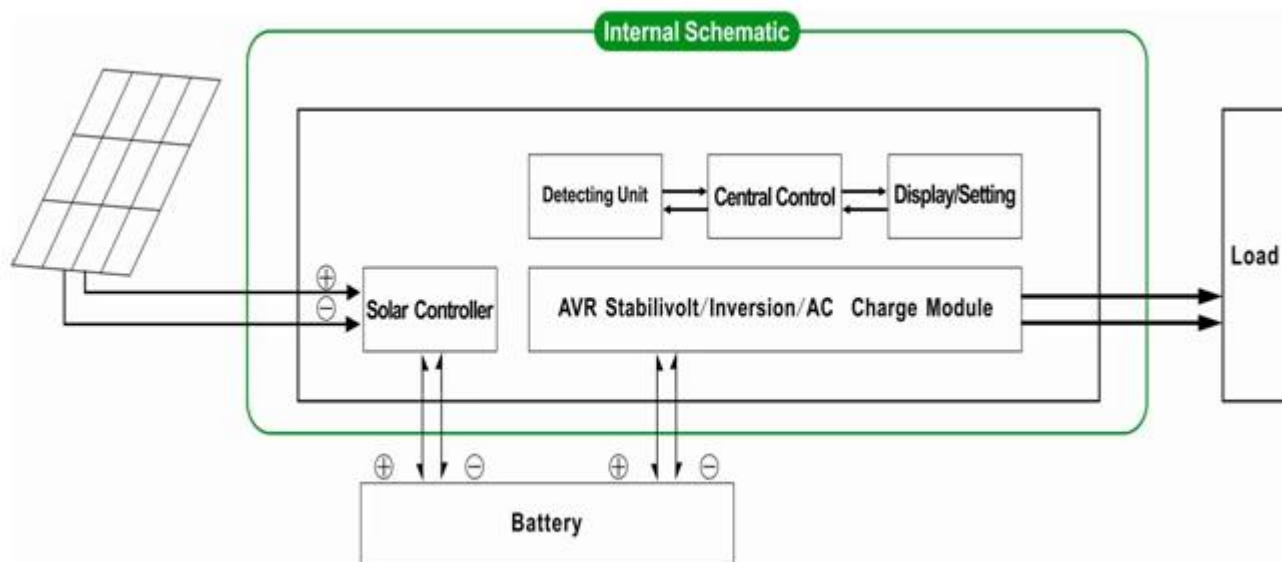 Internal Schematic
Detecting Unit
Central Control
Display/Setting
Load
⊕
⊖
Solar Controller
AVR Stabilivolt/Inversion/AC Charge Module
⊕ ⊖ ⊕ ⊖
Battery